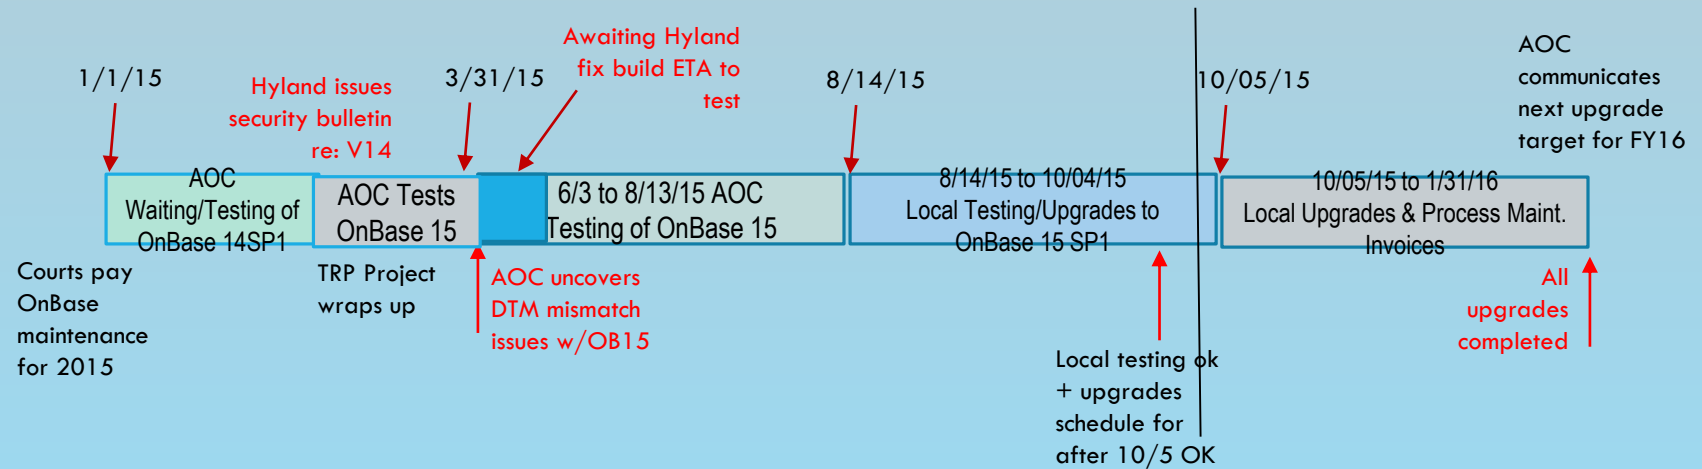 1/1/15
Hyland issues
security bulletin
re: V14
3/31/15
Awaiting Hyland
fix build ETA to
test
8/14/15
10/05/15
AOC
communicates
next upgrade
target for FY16
AOC
Waiting/Testing of
OnBase 14SP1
AOC Tests
OnBase 15
6/3 to 8/13/15 AOC
Testing of OnBase 15
8/14/15 to 10/04/15
Local Testing/Upgrades to
OnBase 15 SP1
10/05/15 to 1/31/16
Local Upgrades & Process Maint.
Invoices
Courts pay
OnBase
maintenance
for 2015
TRP Project
wraps up
AOC uncovers
DTM mismatch
issues w/OB15
Local testing ok
+ upgrades
schedule for
after 10/5 OK
All
upgrades
completed